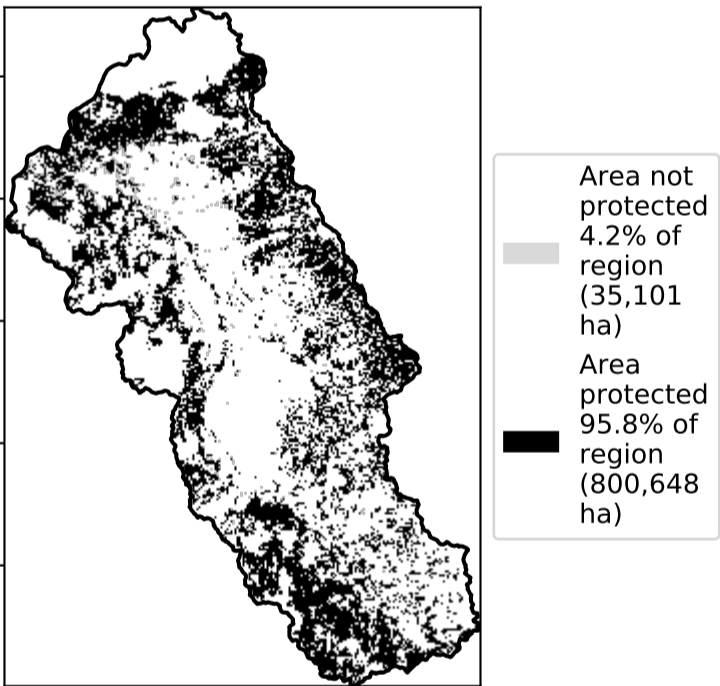 Area not
protected
4.2% of
region
(35,101
ha)
Area
protected
95.8% of
region
(800,648
ha)